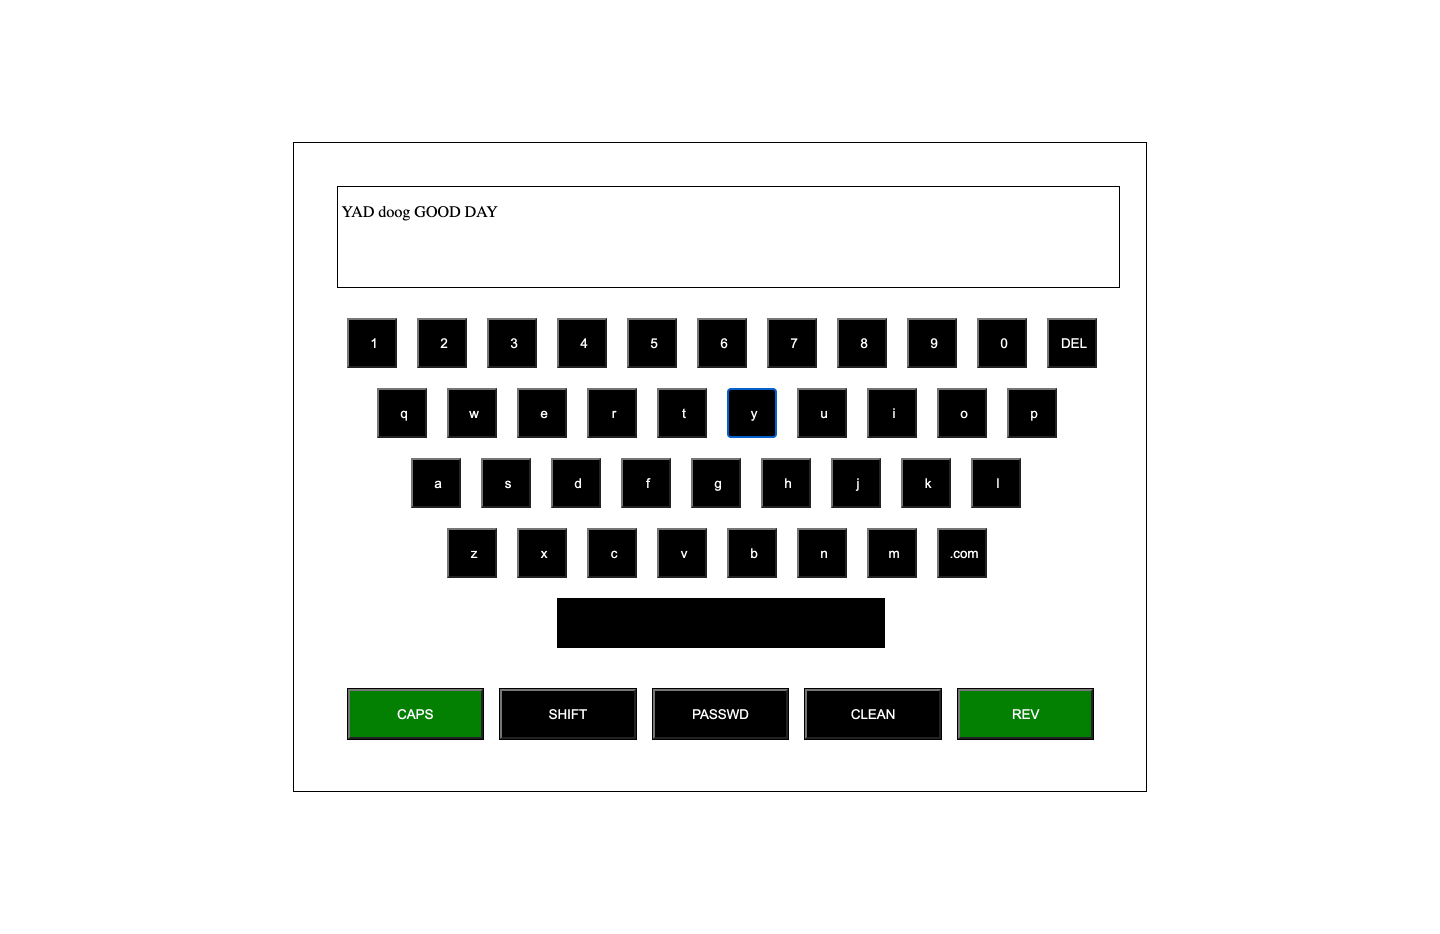 YAD doog GOOD DAY
1 2 3 4 5 6 7 8 9 0 DEL
q w e r t y u i o p
a s d f g h j k l
z x c v b n m .com
CAPS SHIFT PASSWD CLEAN REV